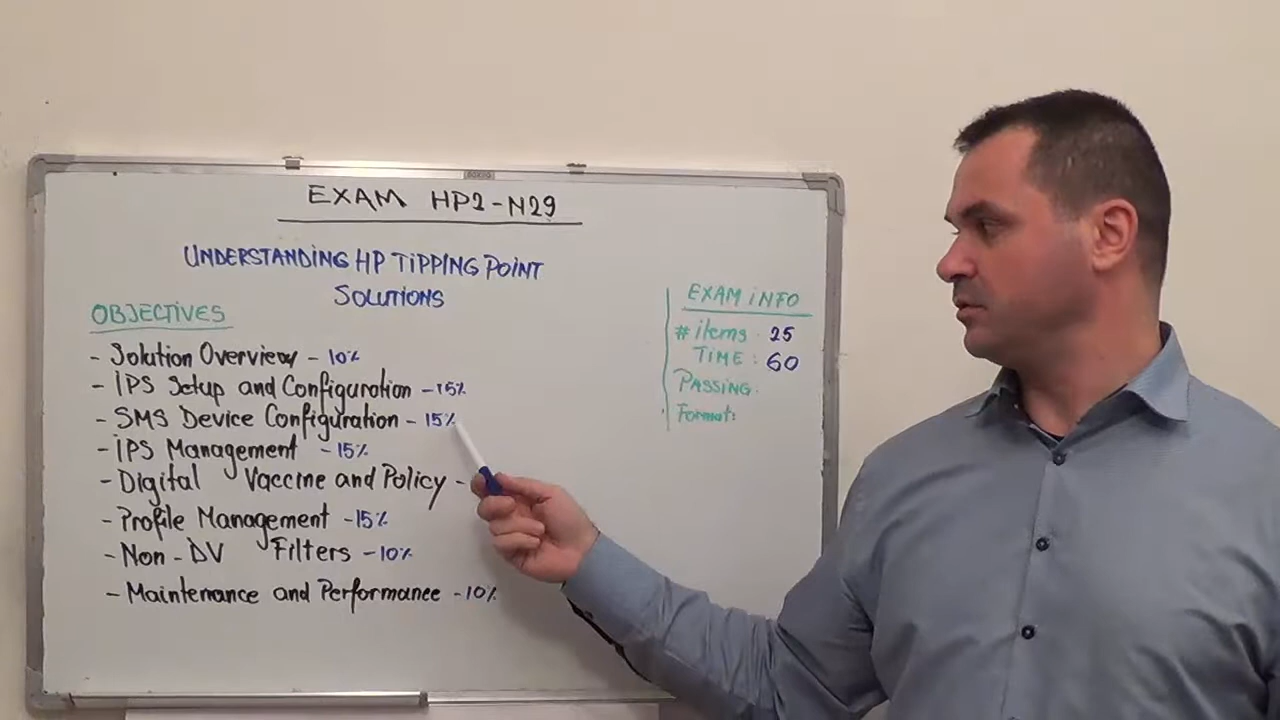 EXAM HP2-N29
UNDERSTANDING HP TIPPING POINT
SOLUTIONS
OBJECTIVES
- Solution Overview - 10%
- IPS Setup and Configuration - 15%
- SMS Device Configuration - 15%
- IPS Management - 15%
- Digital Vaccine and Policy -
- Profile Management - 15%
- Non-DV Filters - 10%
- Maintenance and Performance - 10%
EXAM INFO
# items: 25
TIME: 60
PASSING:
Format: